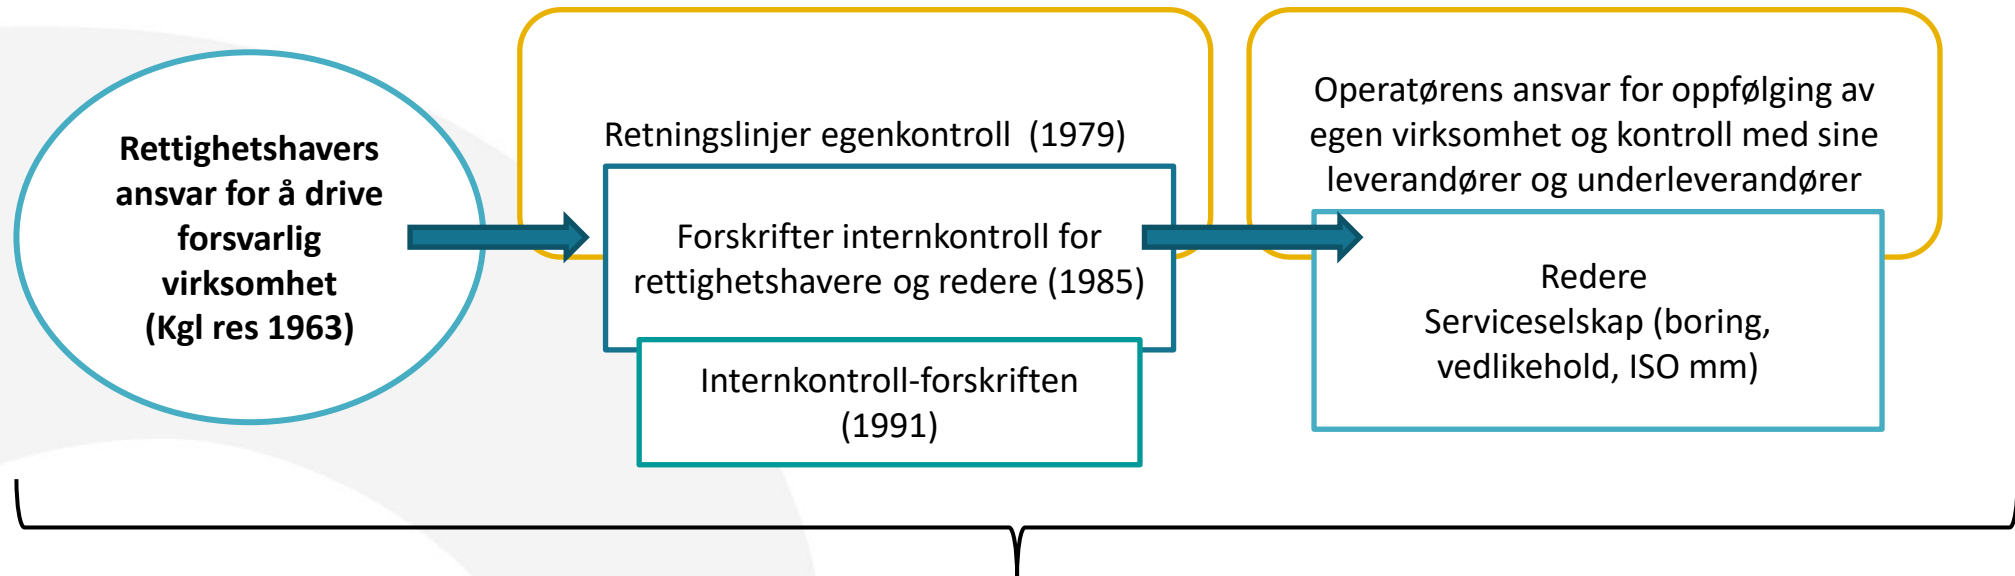 Rettighetshavers
ansvar for å drive
forsvarlig
virksomhet
(Kgl res 1963)
Retningslinjer egenkontroll (1979)
Forskrifter internkontroll for
rettighetshavere og redere (1985)
Internkontroll-forskriften
(1991)
Operatørens ansvar for oppfølging av
egen virksomhet og kontroll med sine
leverandører og underleverandører
Redere
Serviceselskap (boring,
vedlikehold, ISO mm)